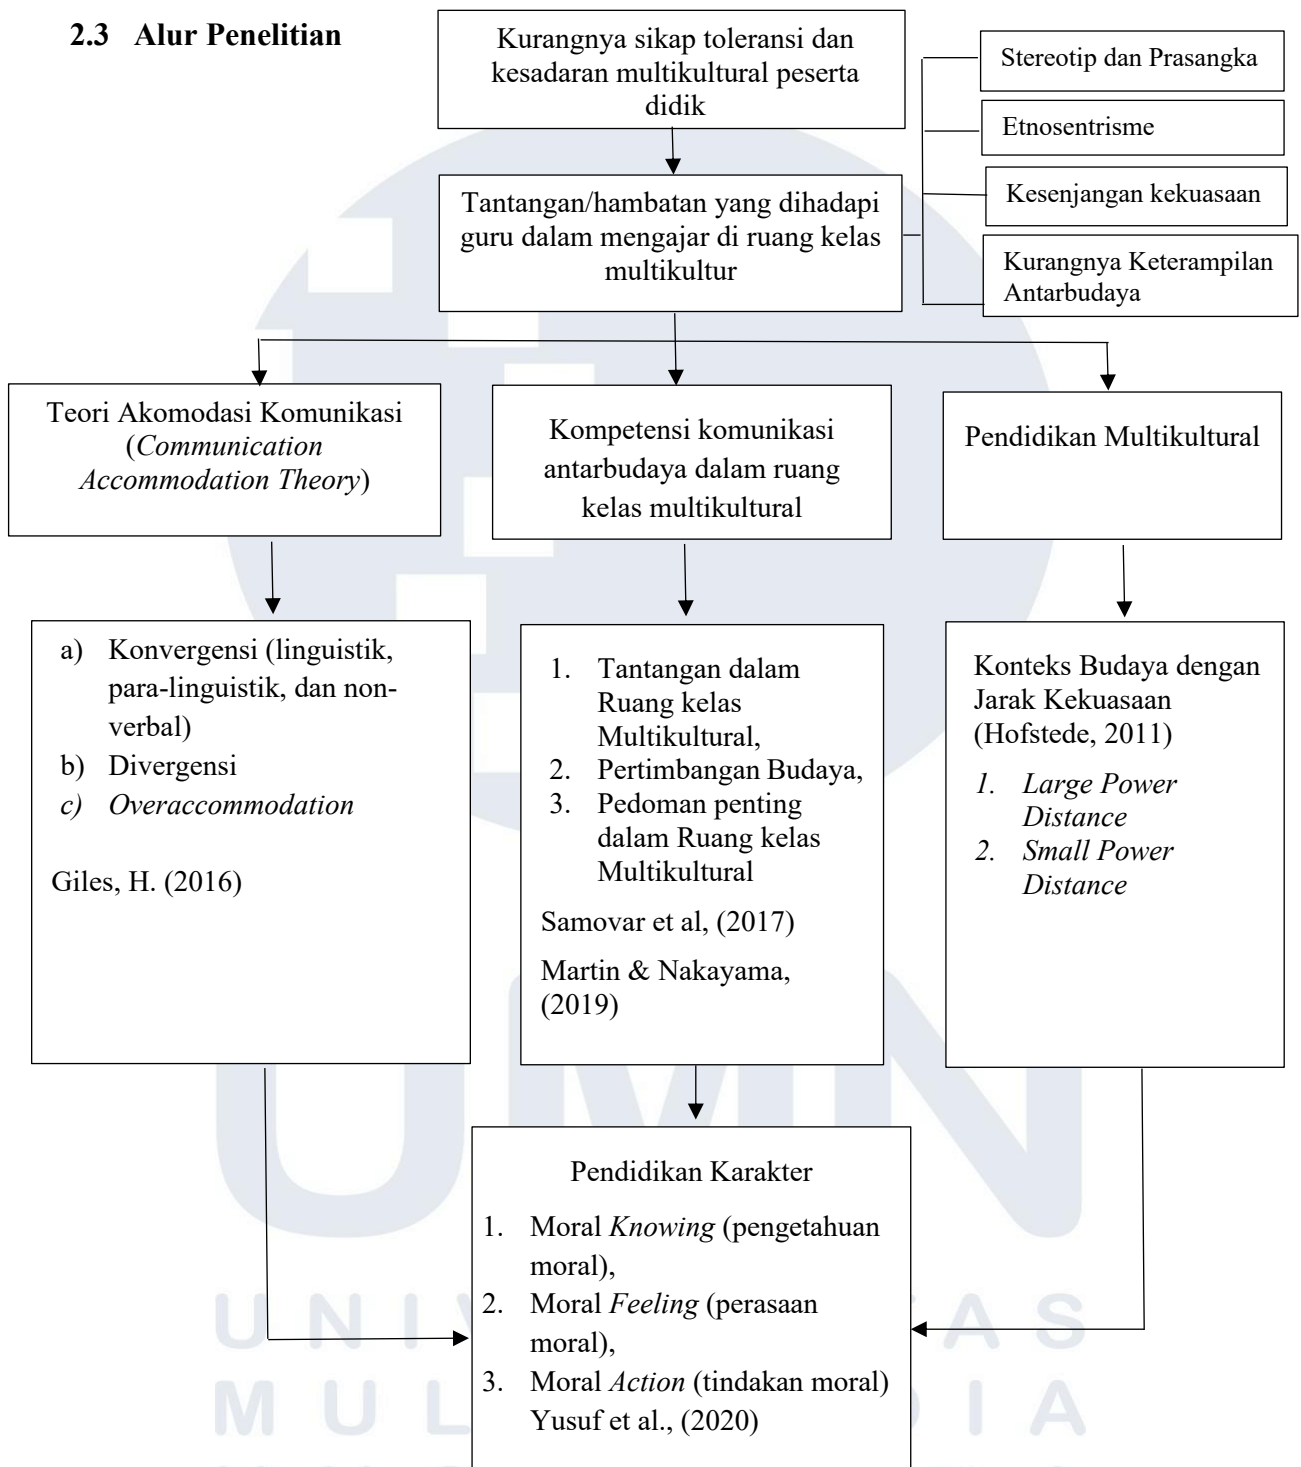 2.3 Alur Penelitian
Kurangnya sikap toleransi dan
kesadaran multikultural peserta
didik
Stereotip dan Prasangka
Etnosentrisme
Kesenjangan kekuasaan
Kurangnya Keterampilan
Antarbudaya
Tantangan/hambatan yang dihadapi
guru dalam mengajar di ruang kelas
multikultur
Teori Akomodasi Komunikasi
(Communication
Accommodation Theory)
Kompetensi komunikasi
antarbudaya dalam ruang
kelas multikultural
Pendidikan Multikultural
a) Konvergensi (linguistik,
para-linguistik, dan non-
verbal)
b) Divergensi
c) Overaccommodation
Giles, H. (2016)
1. Tantangan dalam
Ruang kelas
Multikultural,
2. Pertimbangan Budaya,
3. Pedoman penting
dalam Ruang kelas
Multikultural
Samovar et al, (2017)
Martin & Nakayama,
(2019)
Konteks Budaya dengan
Jarak Kekuasaan
(Hofstede, 2011)
1. Large Power
Distance
2. Small Power
Distance
Pendidikan Karakter
1. Moral Knowing (pengetahuan
moral),
2. Moral Feeling (perasaan
moral),
3. Moral Action (tindakan moral)
Yusuf et al., (2020)
UMN